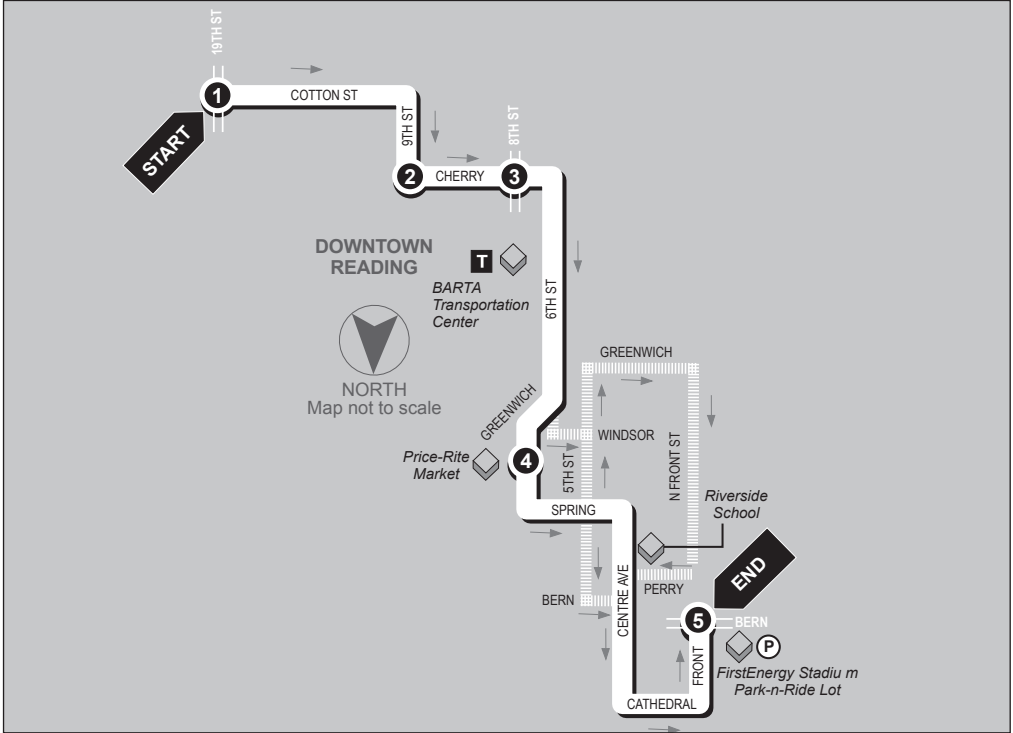 19TH ST
1
COTTON ST
START
9TH ST
8TH ST
2
CHERRY
3
DOWNTOWN
READING
T
BARTA
Transportation
Center
6TH ST
NORTH
Map not to scale
GREENWICH
GREENWICH
WINDSOR
Price-Rite
Market
4
5TH ST
N FRONT ST
Riverside
School
SPRING
END
BERN
CENTRE AVE
PERRY
5
BERN
P
FRONT
FirstEnergy Stadiu m
Park-n-Ride Lot
CATHEDRAL